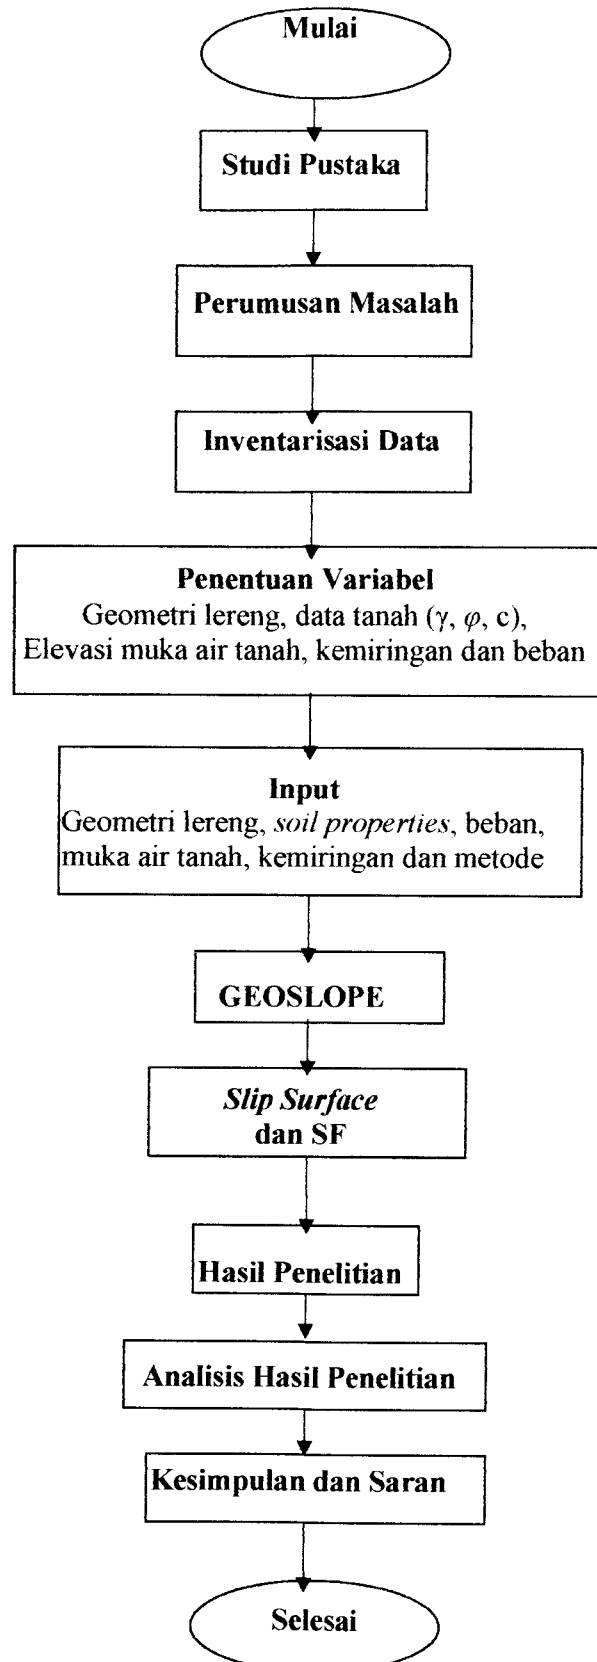 Mulai
Studi Pustaka
Perumusan Masalah
Inventarisasi Data
Penentuan Variabel
Geometri lereng, data tanah (γ, φ, c),
Elevasi muka air tanah, kemiringan dan beban
Input
Geometri lereng, soil properties, beban,
muka air tanah, kemiringan dan metode
GEOSLOPE
Slip Surface
dan SF
Hasil Penelitian
Analisis Hasil Penelitian
Kesimpulan dan Saran
Selesai